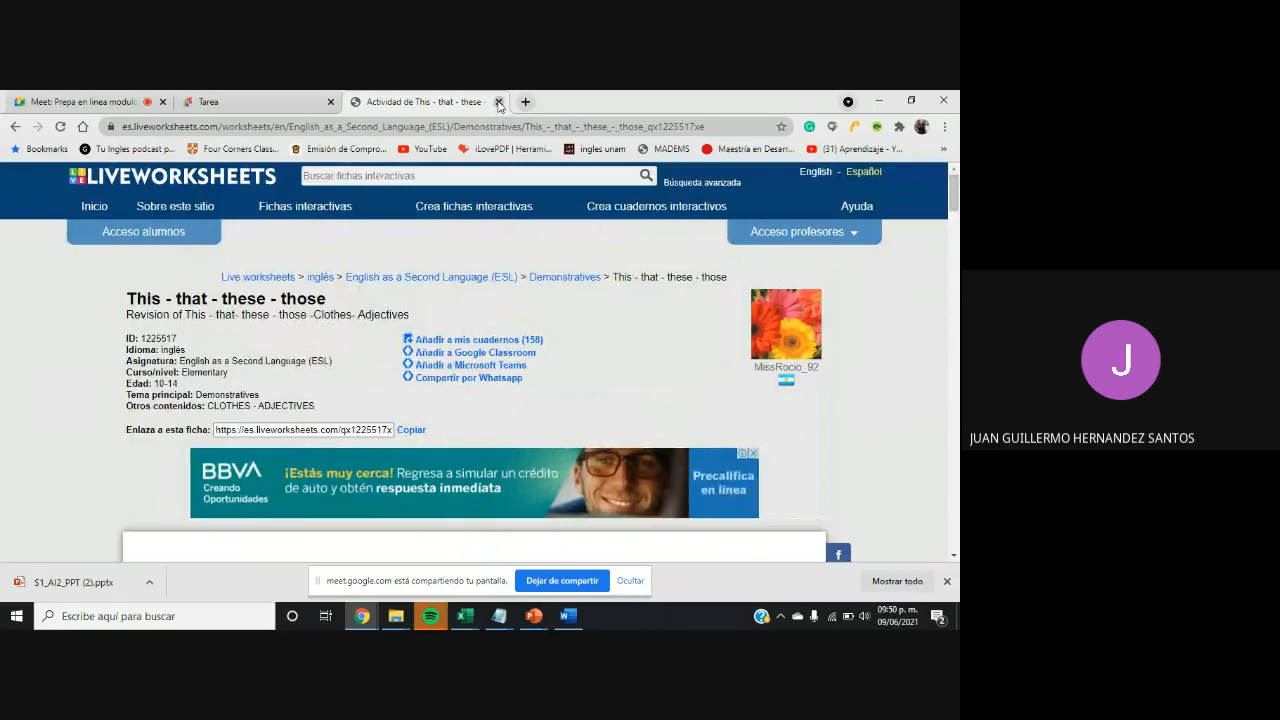 Meet: Prepa en linea modulo
Tarea
Actividad de This - that - these -
es.liveworksheets.com/worksheets/en/English_as_a_Second_Language_(ESL)/Demonstratives/This_-_that_-_these_-_those_qx1225517xe
Bookmarks
Tu Ingles podcast p...
Four Corners Class...
Emisión de Compro...
YouTube
iLovePDF | Herrami...
ingles unam
MADEMS
Maestría en Desarr...
(31) Aprendizaje - Y...
LIVEWORKSHEETS
Buscar fichas interactivas
Búsqueda avanzada
English - Español
Inicio
Sobre este sitio
Fichas interactivas
Crea fichas interactivas
Crea cuadernos interactivos
Ayuda
Acceso alumnos
Acceso profesores
Live worksheets > inglés > English as a Second Language (ESL) > Demonstratives > This - that - these - those
This - that - these - those
Revision of This - that- these - those -Clothes- Adjectives
ID: 1225517
Idioma: inglés
Asignatura: English as a Second Language (ESL)
Curso/nivel: Elementary
Edad: 10-14
Tema principal: Demonstratives
Otros contenidos: CLOTHES - ADJECTIVES
Añadir a mis cuadernos (158)
Añadir a Google Classroom
Añadir a Microsoft Teams
Compartir por Whatsapp
MissRocio_92
Enlaza a esta ficha: https://es.liveworksheets.com/qx1225517x Copiar
BBVA
Creando
Oportunidades
¡Estás muy cerca! Regresa a simular un crédito
de auto y obtén respuesta inmediata
Precalifica
en línea
f
S1_AI2_PPT (2).pptx
meet.google.com está compartiendo tu pantalla.
Dejar de compartir
Ocultar
Mostrar todo
Escribe aquí para buscar
09:50 p. m.
09/06/2021
2
J
JUAN GUILLERMO HERNANDEZ SANTOS